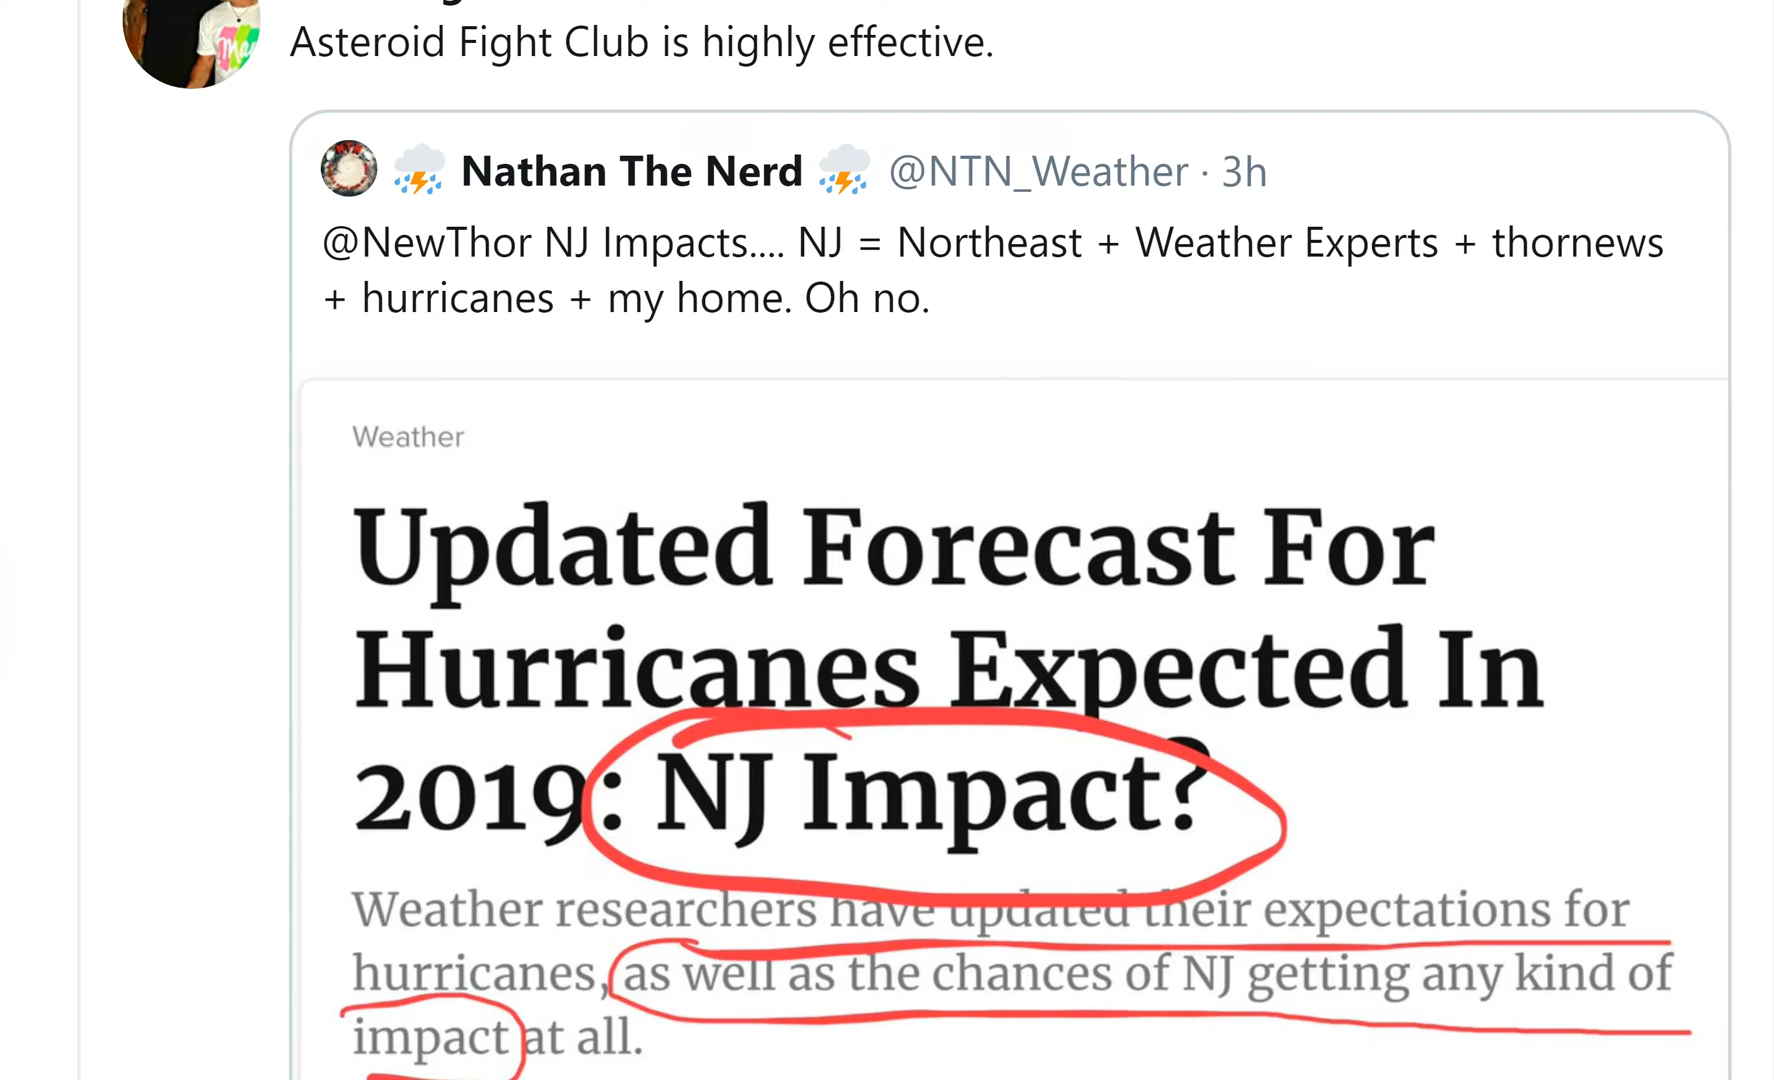 Asteroid Fight Club is highly effective.
Nathan The Nerd @NTN_Weather · 3h
@NewThor NJ Impacts.... NJ = Northeast + Weather Experts + thornews
+ hurricanes + my home. Oh no.
Weather
Updated Forecast For
Hurricanes Expected In
2019: NJ Impact?
Weather researchers have updated their expectations for
hurricanes, as well as the chances of NJ getting any kind of
impact at all.